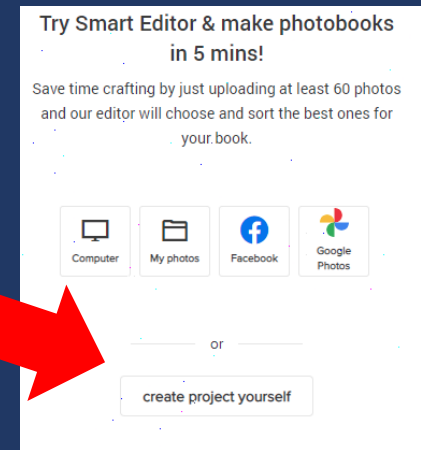 Try Smart Editor & make photobooks
in 5 mins!
Save time crafting by just uploading at least 60 photos
and our editor will choose and sort the best ones for
your book.
Computer
My photos
Facebook
Google
Photos
or
create project yourself